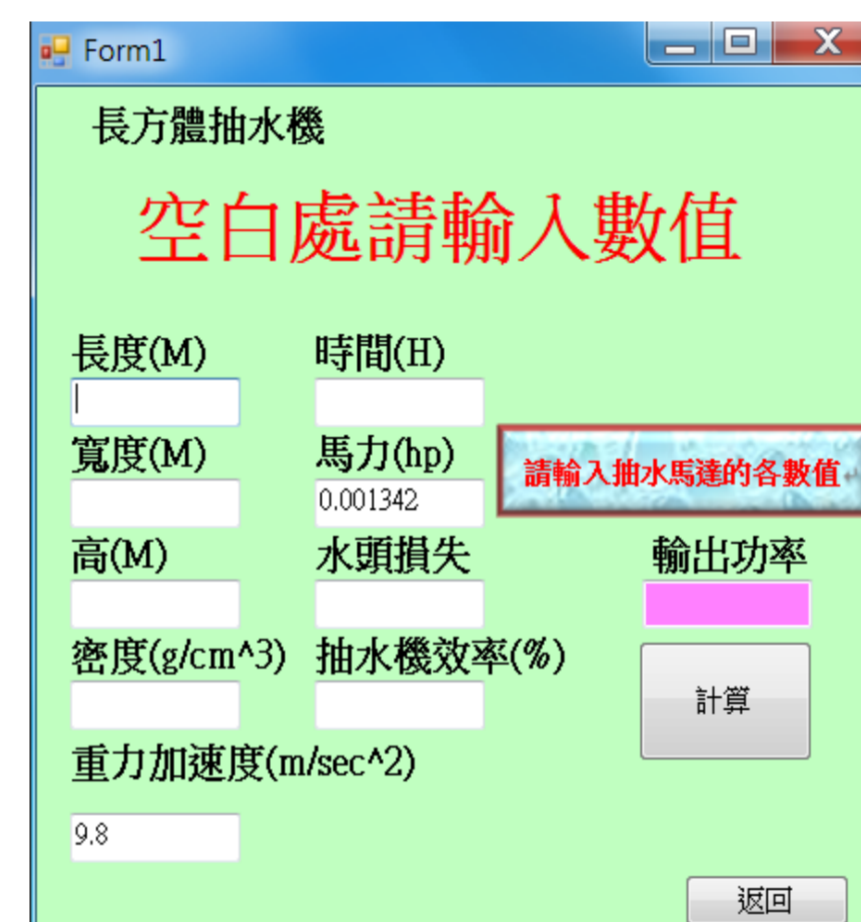 Form1
長方體抽水機
空白處請輸入數值
長度(M)
時間(H)
寬度(M)
馬力(hp)
0.001342
請輸入抽水馬達的各數值
高(M)
水頭損失
輸出功率
密度(g/cm^3)
抽水機效率(%)
計算
重力加速度(m/sec^2)
9.8
返回